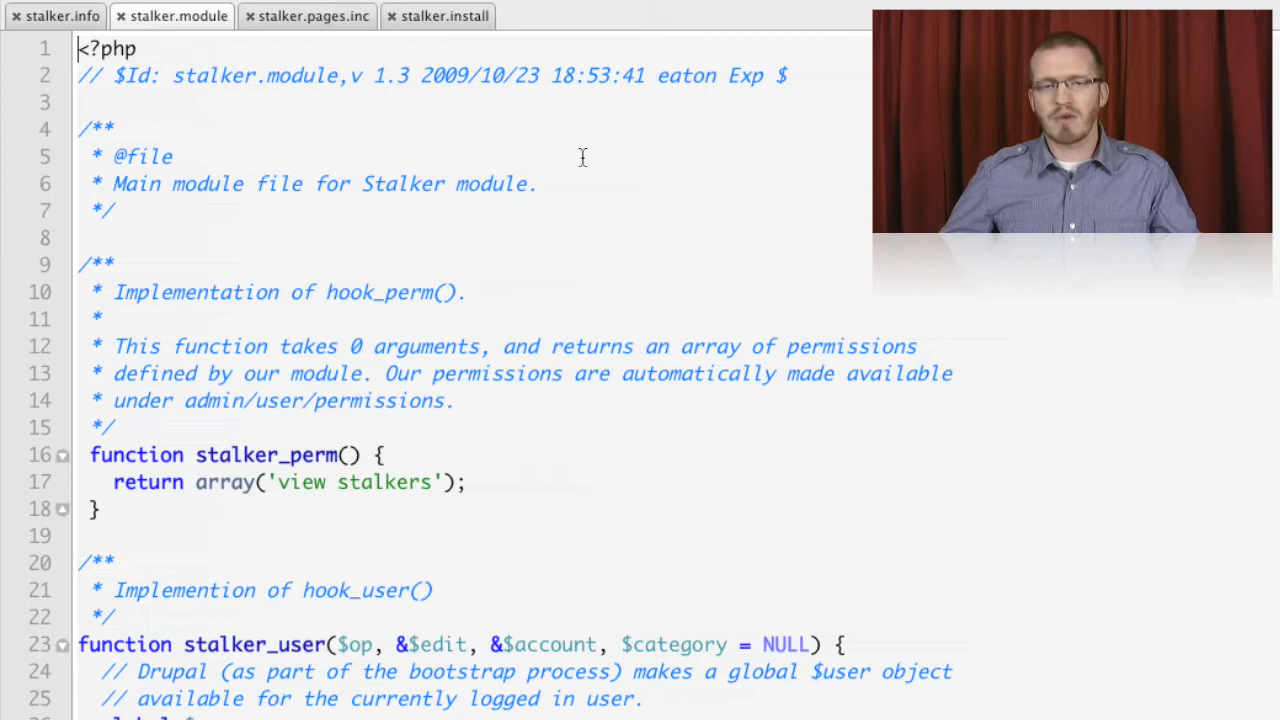 stalker.info stalker.module stalker.pages.inc stalker.install
1 <?php
2 // $Id: stalker.module,v 1.3 2009/10/23 18:53:41 eaton Exp $
3
4 /**
5 * @file
6 * Main module file for Stalker module.
7 */
8
9 /**
10 * Implementation of hook_perm().
11 *
12 * This function takes 0 arguments, and returns an array of permissions
13 * defined by our module. Our permissions are automatically made available
14 * under admin/user/permissions.
15 */
16 function stalker_perm() {
17 return array('view stalkers');
18 }
19
20 /**
21 * Implemention of hook_user()
22 */
23 function stalker_user($op, &$edit, &$account, $category = NULL) {
24 // Drupal (as part of the bootstrap process) makes a global $user object
25 // available for the currently logged in user.